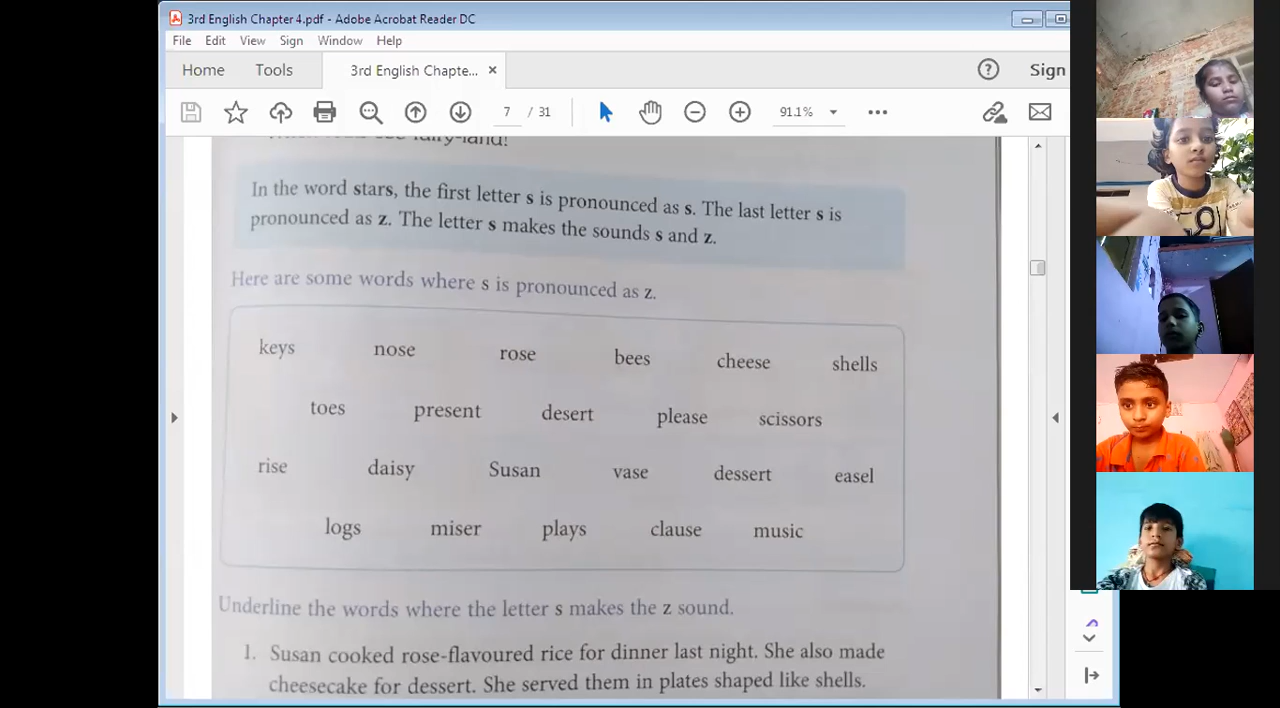 3rd English Chapter 4.pdf - Adobe Acrobat Reader DC
File Edit View Sign Window Help
Home Tools 3rd English Chapte... ×
7 / 31 91.1%
Sign
In the word stars, the first letter s is pronounced as s. The last letter s is
pronounced as z. The letter s makes the sounds s and z.
Here are some words where s is pronounced as z.
keys nose rose bees cheese shells
toes present desert please scissors
rise daisy Susan vase dessert easel
logs miser plays clause music
Underline the words where the letter s makes the z sound.
1. Susan cooked rose-flavoured rice for dinner last night. She also made
cheesecake for dessert. She served them in plates shaped like shells.